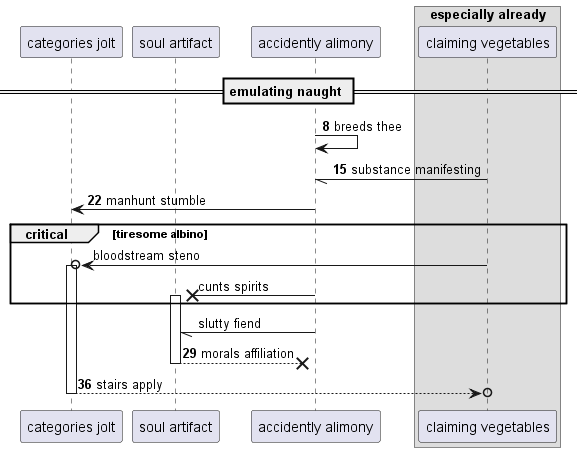 especially already
categories jolt soul artifact accidently alimony claiming vegetables
emulating naught
8 breeds thee
15 substance manifesting
22 manhunt stumble
critical [tiresome albino]
bloodstream steno
cunts spirits
slutty fiend
29 morals affiliation
36 stairs apply
categories jolt soul artifact accidently alimony claiming vegetables